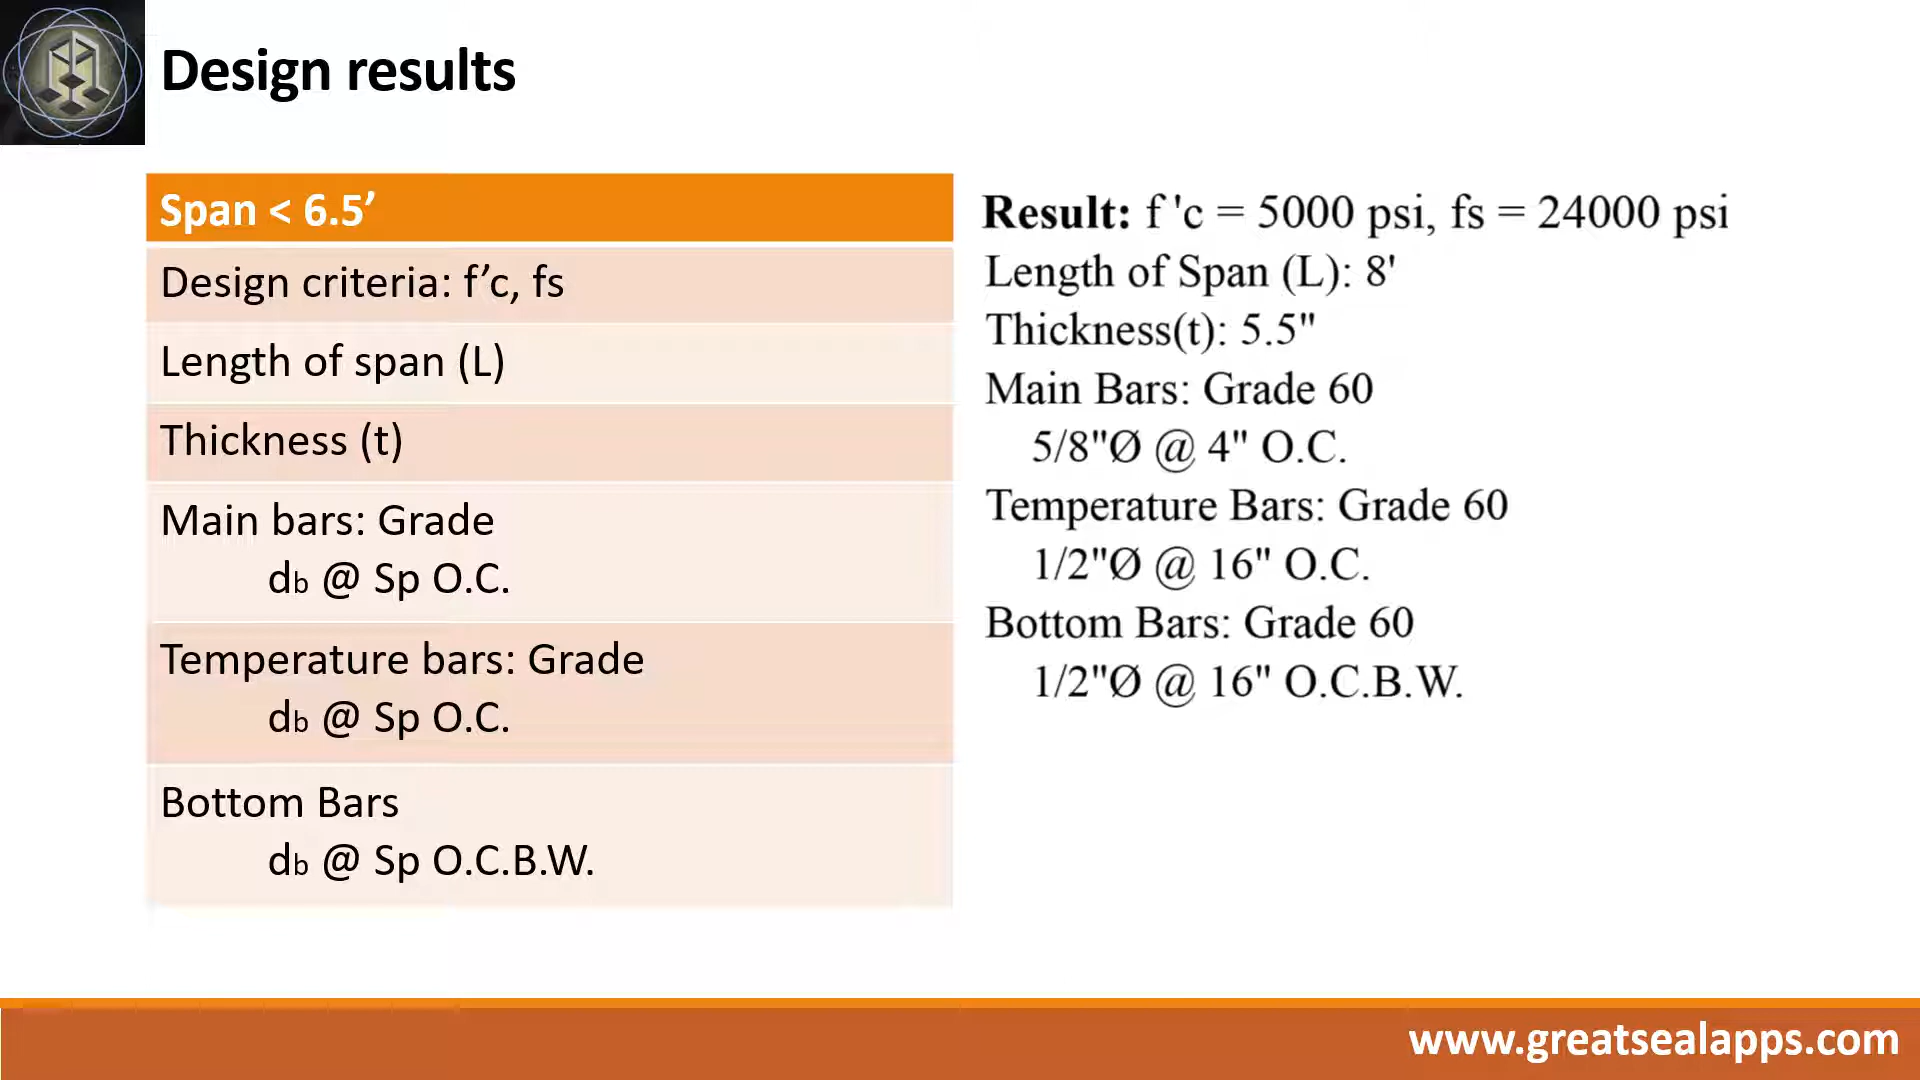 Design results
Span < 6.5’
Design criteria: f’c, fs
Length of span (L)
Thickness (t)
Main bars: Grade
db @ Sp O.C.
Temperature bars: Grade
db @ Sp O.C.
Bottom Bars
db @ Sp O.C.B.W.
Result: f 'c = 5000 psi, fs = 24000 psi
Length of Span (L): 8'
Thickness(t): 5.5"
Main Bars: Grade 60
5/8"Ø @ 4" O.C.
Temperature Bars: Grade 60
1/2"Ø @ 16" O.C.
Bottom Bars: Grade 60
1/2"Ø @ 16" O.C.B.W.
www.greatsealapps.com